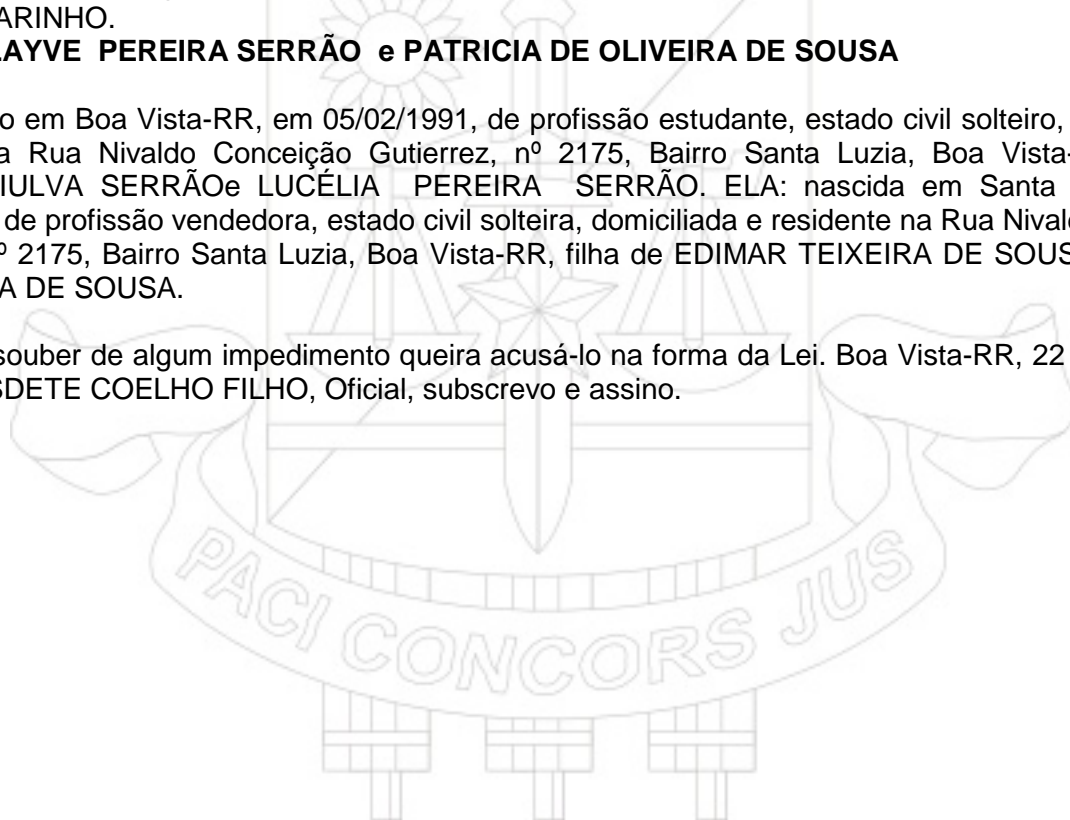 ARINHO.
LAYVE PEREIRA SERRÃO e PATRICIA DE OLIVEIRA DE SOUSA
o em Boa Vista-RR, em 05/02/1991, de profissão estudante, estado civil solteiro,
a Rua Nivaldo Conceição Gutierrez, nº 2175, Bairro Santa Luzia, Boa Vista-
IULVA SERRÃOe LUCÉLIA PEREIRA SERRÃO. ELA: nascida em Santa
de profissão vendedora, estado civil solteira, domiciliada e residente na Rua Nival
º 2175, Bairro Santa Luzia, Boa Vista-RR, filha de EDIMAR TEIXEIRA DE SOUS
A DE SOUSA.
souber de algum impedimento queira acusá-lo na forma da Lei. Boa Vista-RR, 22
SDETE COELHO FILHO, Oficial, subscrevo e assino.
PACI CONCORS JUS